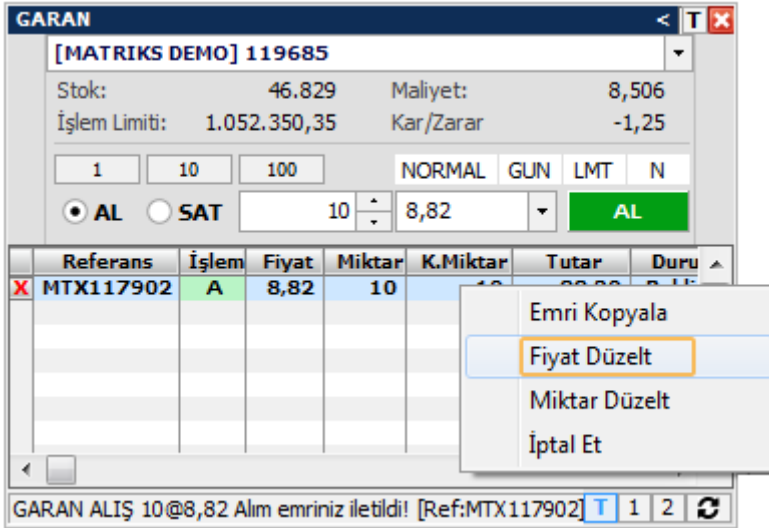 GARAN < T X
[MATRIKS DEMO] 119685
Stok: 46.829 Maliyet: 8,506
İşlem Limiti: 1.052.350,35 Kar/Zarar -1,25
1 10 100 NORMAL GUN LMT N
AL SAT 10 8,82 AL
Referans İşlem Fiyat Miktar K.Miktar Tutar Duru
X MTX117902 A 8,82 10
Emri Kopyala
Fiyat Düzelt
Miktar Düzelt
İptal Et
GARAN ALIŞ 10@8,82 Alım emriniz iletildi! [Ref:MTX117902] T 1 2